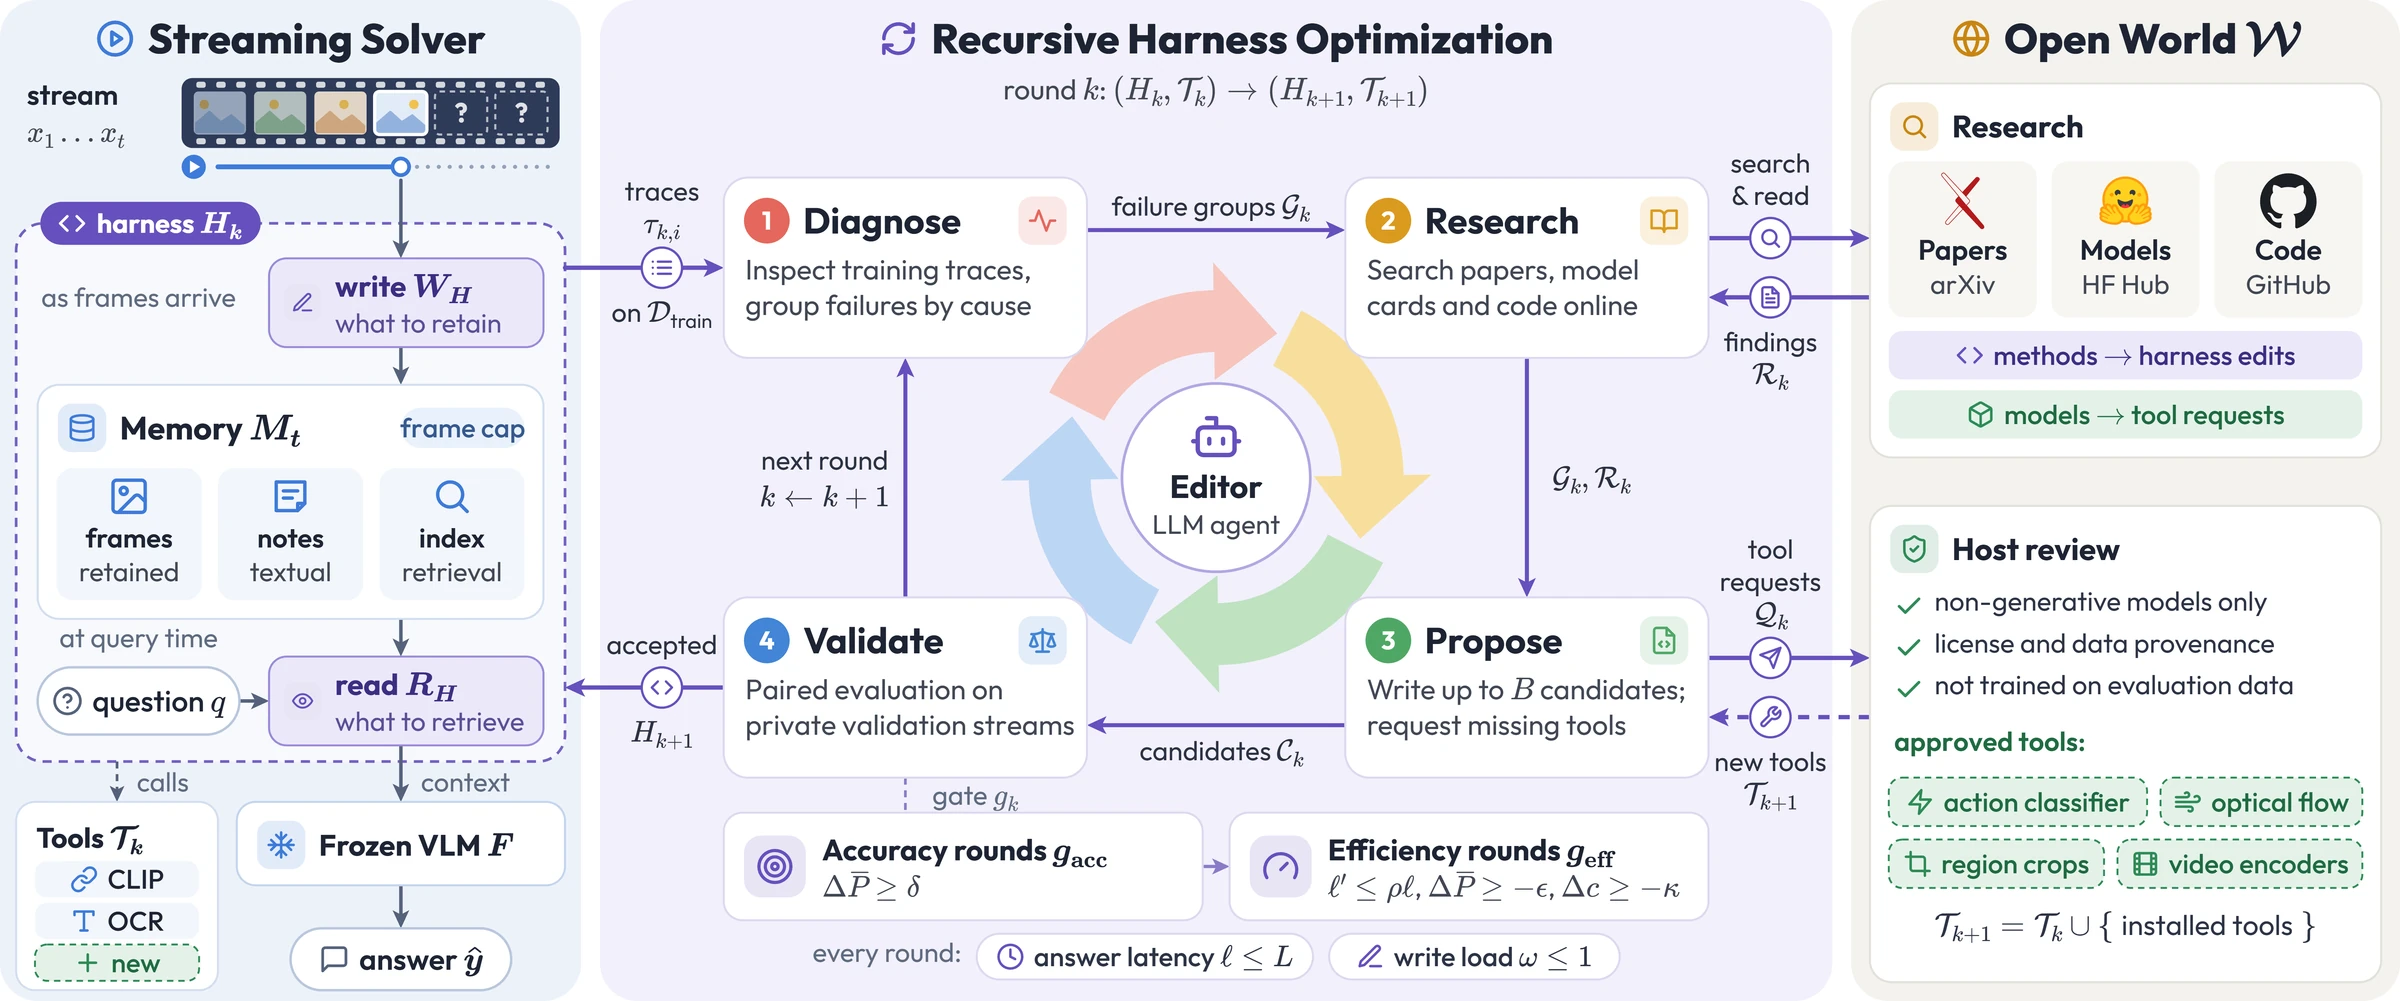 Streaming Solver
stream
x₁ … xₜ
? ?
harness Hₖ
as frames arrive
write W_H
what to retain
Memory Mₜ
frame cap
frames
retained
notes
textual
index
retrieval
at query time
question q
read R_H
what to retrieve
calls
context
Tools 𝒯ₖ
CLIP
OCR
+ new
Frozen VLM F
answer ŷ
Recursive Harness Optimization
round k: (Hₖ, 𝒯ₖ) → (Hₖ₊₁, 𝒯ₖ₊₁)
traces
τₖ,ᵢ
on 𝒟_train
1 Diagnose
Inspect training traces,
group failures by cause
failure groups 𝒢ₖ
2 Research
Search papers, model
cards and code online
search
& read
findings
ℛₖ
next round
k ← k + 1
Editor
LLM agent
𝒢ₖ, ℛₖ
accepted
Hₖ₊₁
4 Validate
Paired evaluation on
private validation streams
candidates 𝒞ₖ
3 Propose
Write up to B candidates;
request missing tools
tool
requests
𝒬ₖ
new tools
𝒯ₖ₊₁
gate gₖ
Accuracy rounds g_acc
ΔP̅ ≥ δ
Efficiency rounds g_eff
ℓ′ ≤ ρℓ, ΔP̅ ≥ −ϵ, Δc ≥ −κ
every round:
answer latency ℓ ≤ L
write load ω ≤ 1
Open World 𝒲
Research
Papers
arXiv
Models
HF Hub
Code
GitHub
methods → harness edits
models → tool requests
Host review
non-generative models only
license and data provenance
not trained on evaluation data
approved tools:
action classifier
optical flow
region crops
video encoders
𝒯ₖ₊₁ = 𝒯ₖ ∪ { installed tools }